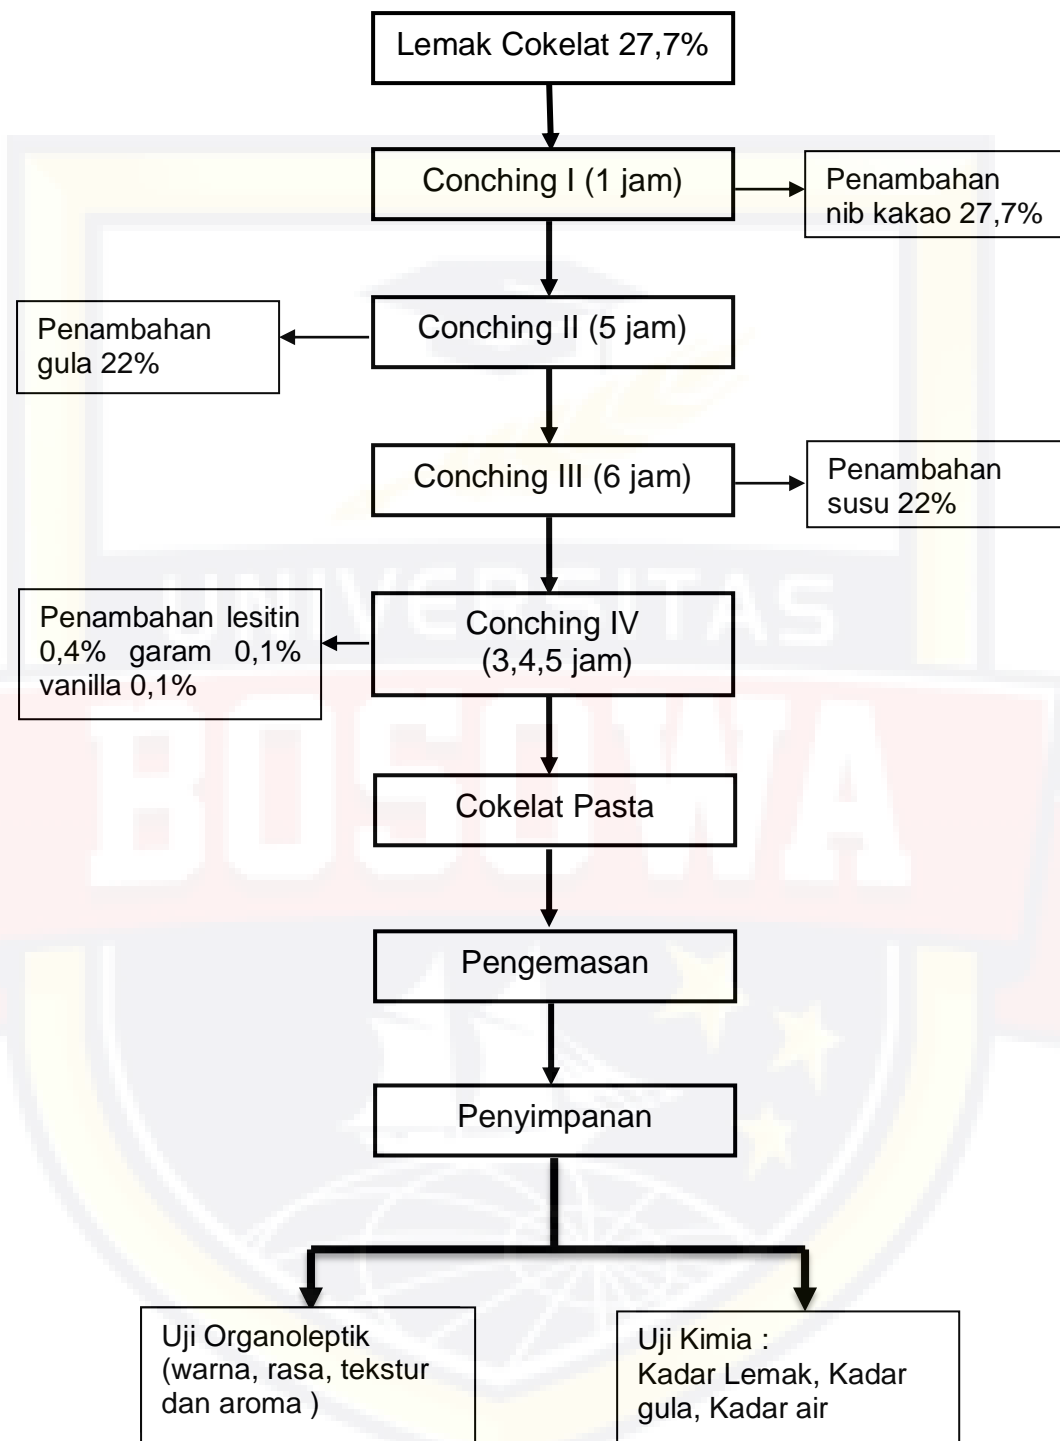 Lemak Cokelat 27,7%
Conching I (1 jam)
Penambahan
nib kakao 27,7%
Conching II (5 jam)
Penambahan
gula 22%
Conching III (6 jam)
Penambahan
susu 22%
UNIVERSITAS
Conching IV
(3,4,5 jam)
Penambahan lesitin
0,4% garam 0,1%
vanilla 0,1%
BOSOWA
Cokelat Pasta
Pengemasan
Penyimpanan
Uji Organoleptik
(warna, rasa, tekstur
dan aroma )
Uji Kimia :
Kadar Lemak, Kadar
gula, Kadar air